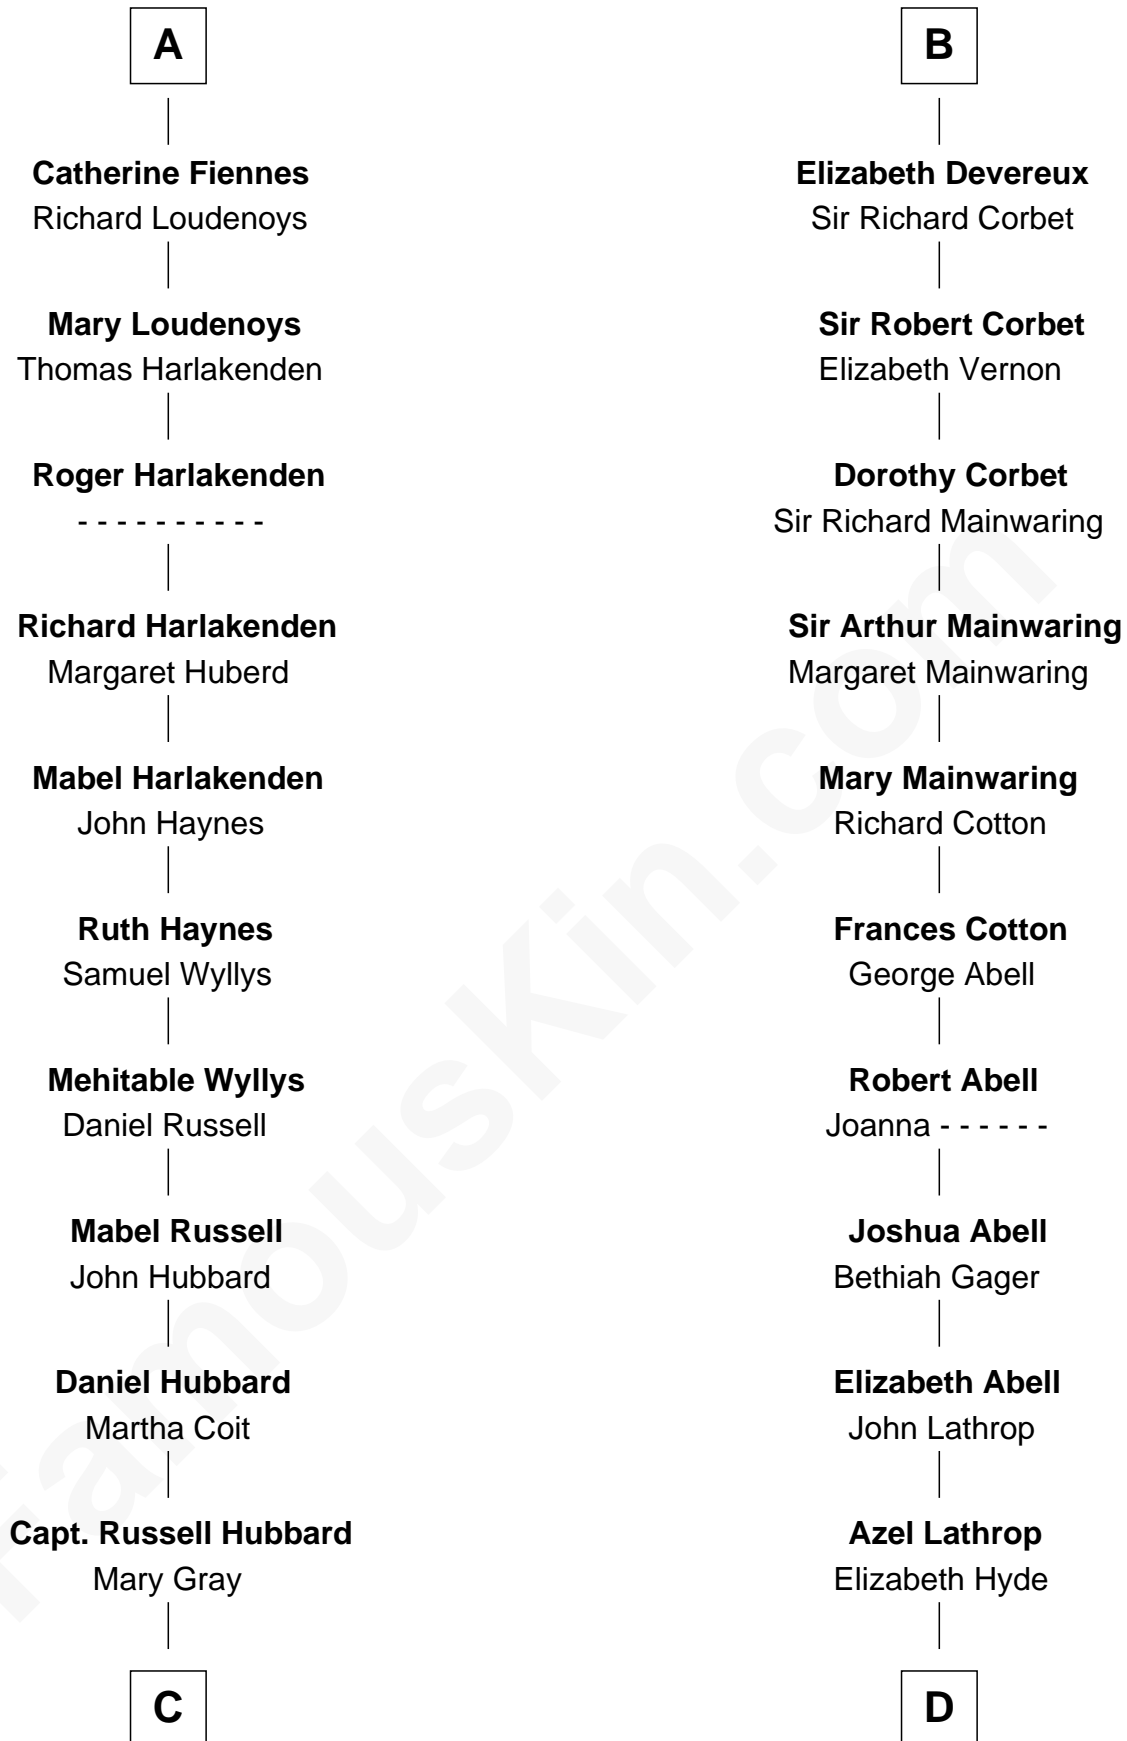 A
Catherine Fiennes
Richard Loudenoys
Mary Loudenoys
Thomas Harlakenden
Roger Harlakenden
- - - - - - - - - -
Richard Harlakenden
Margaret Huberd
Mabel Harlakenden
John Haynes
Ruth Haynes
Samuel Wyllys
Mehitable Wyllys
Daniel Russell
Mabel Russell
John Hubbard
Daniel Hubbard
Martha Coit
Capt. Russell Hubbard
Mary Gray
C
B
Elizabeth Devereux
Sir Richard Corbet
Sir Robert Corbet
Elizabeth Vernon
Dorothy Corbet
Sir Richard Mainwaring
Sir Arthur Mainwaring
Margaret Mainwaring
Mary Mainwaring
Richard Cotton
Frances Cotton
George Abell
Robert Abell
Joanna - - - - - -
Joshua Abell
Bethiah Gager
Elizabeth Abell
John Lathrop
Azel Lathrop
Elizabeth Hyde
D
FamousKin.com